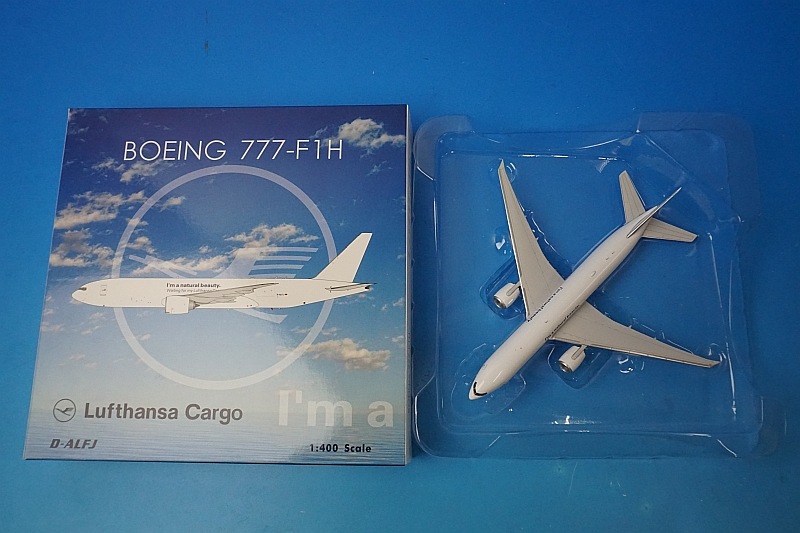 BOEING 777-F1H
I'm a natural beauty.
Lufthansa Cargo
I'm a
D-ALFJ
1:400 Scale